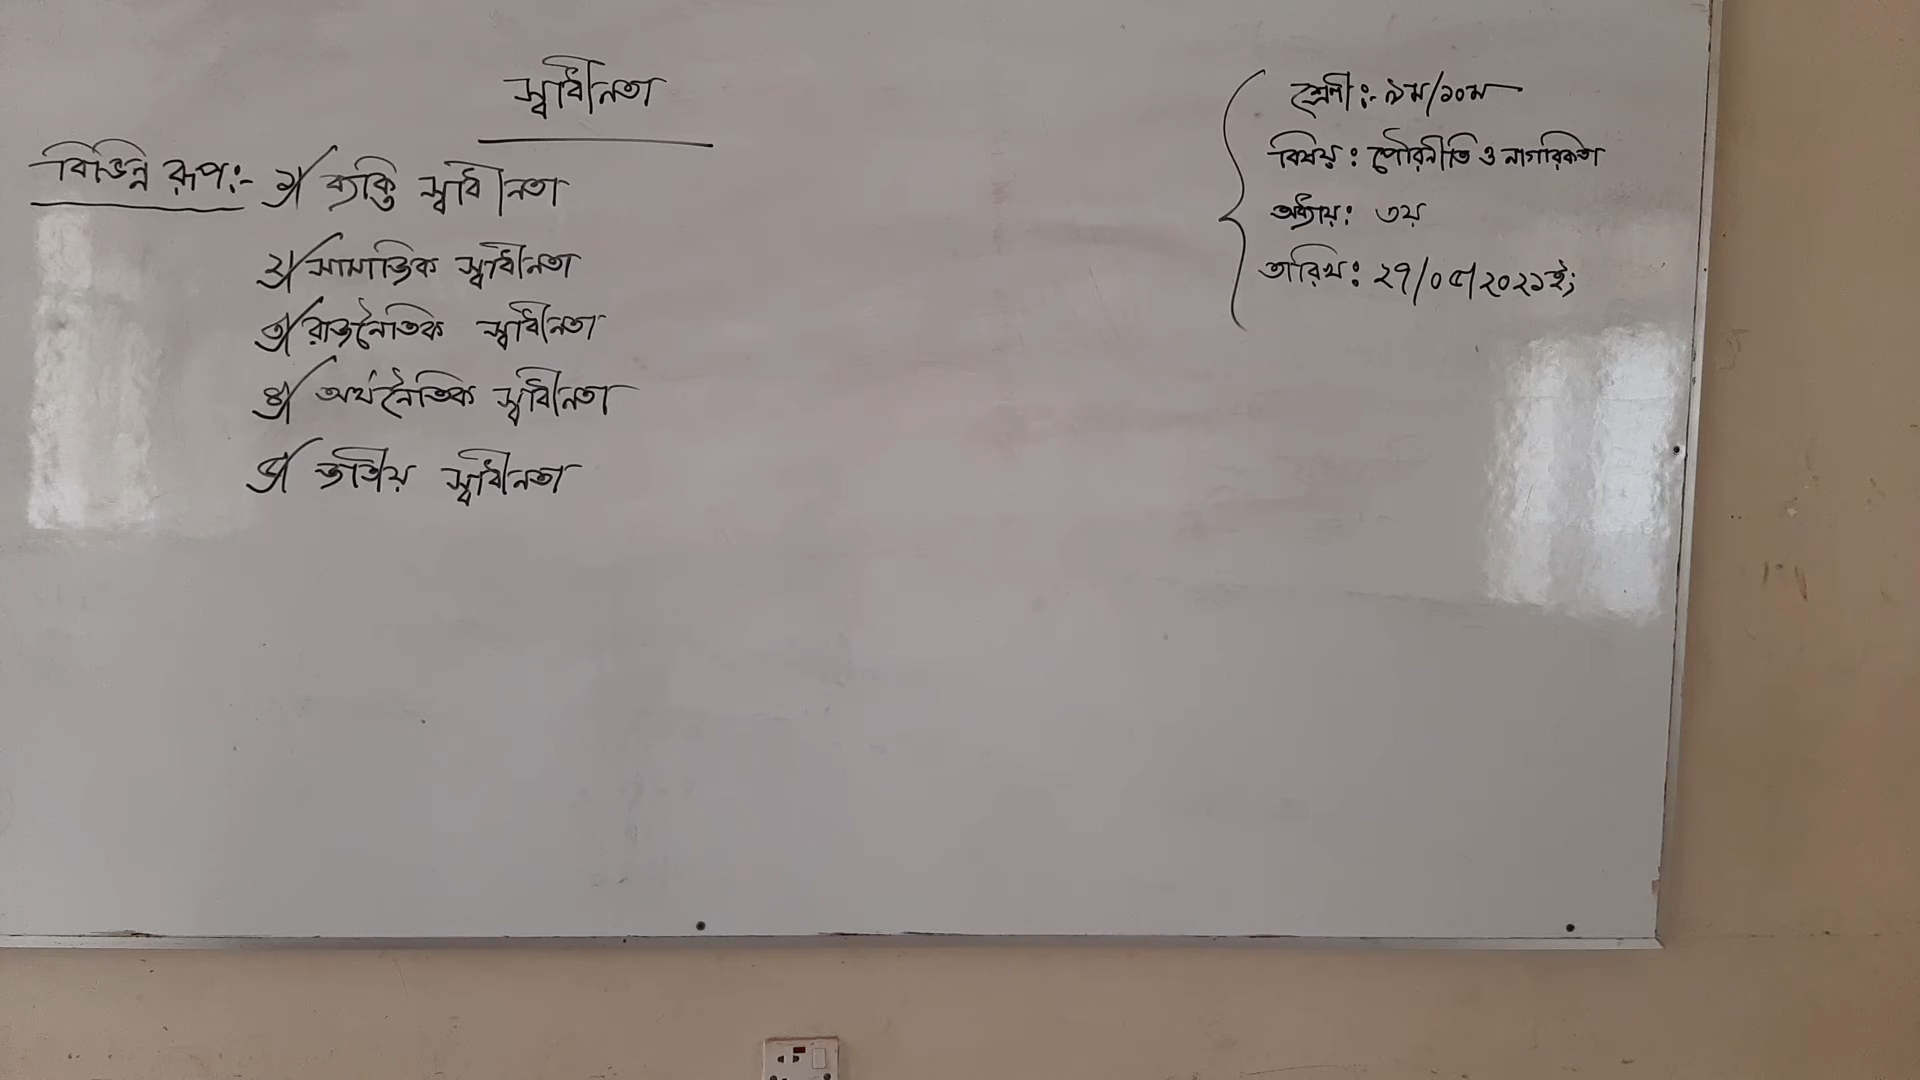 স্বাধীনতা
বিভিন্ন রূপ:- ১) ব্যক্তি স্বাধীনতা
২) সামাজিক স্বাধীনতা
৩) রাজনৈতিক স্বাধীনতা
৪) অর্থনৈতিক স্বাধীনতা
৫) জাতীয় স্বাধীনতা
শ্রেণী:- ৯ম/১০ম
বিষয়: পৌরনীতি ও নাগরিকতা
অধ্যায়: ৩য়
তারিখ: ২৭/০৫/২০২১ইং